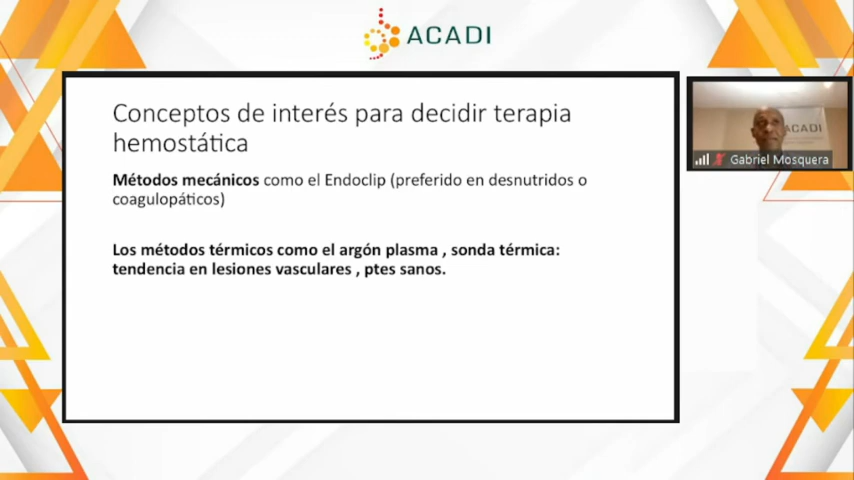 ACADI
Conceptos de interés para decidir terapia
hemostática
Métodos mecánicos como el Endoclip (preferido en desnutridos o
coagulopáticos)
Los métodos térmicos como el argón plasma , sonda térmica:
tendencia en lesiones vasculares , ptes sanos.
ACADI
Gabriel Mosquera